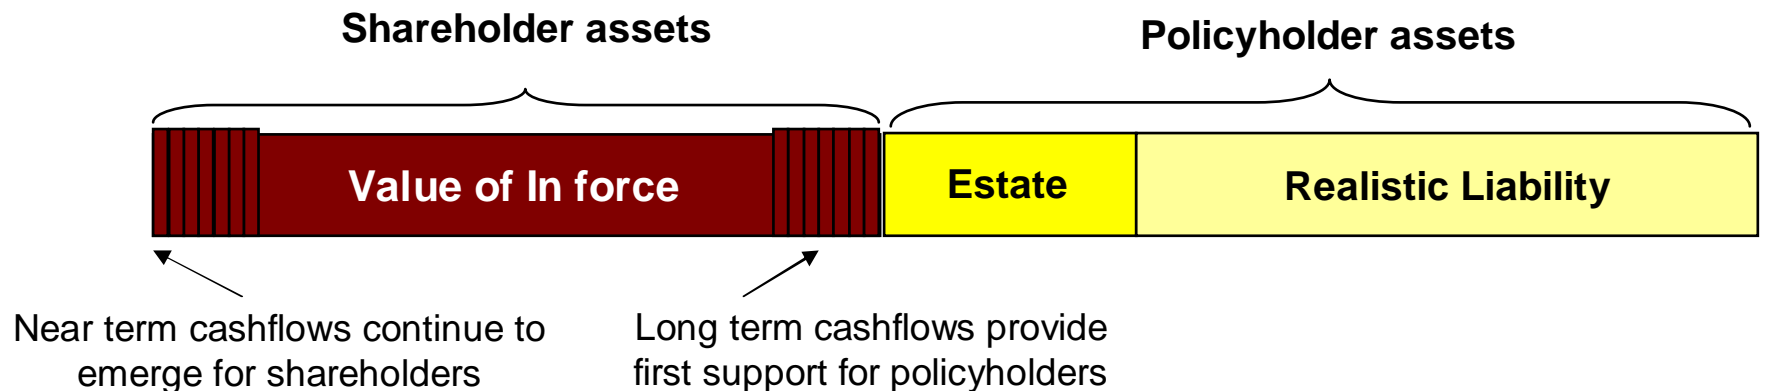 Shareholder assets
Policyholder assets
Value of In force
Estate
Realistic Liability
Near term cashflows continue to
emerge for shareholders
Long term cashflows provide
first support for policyholders